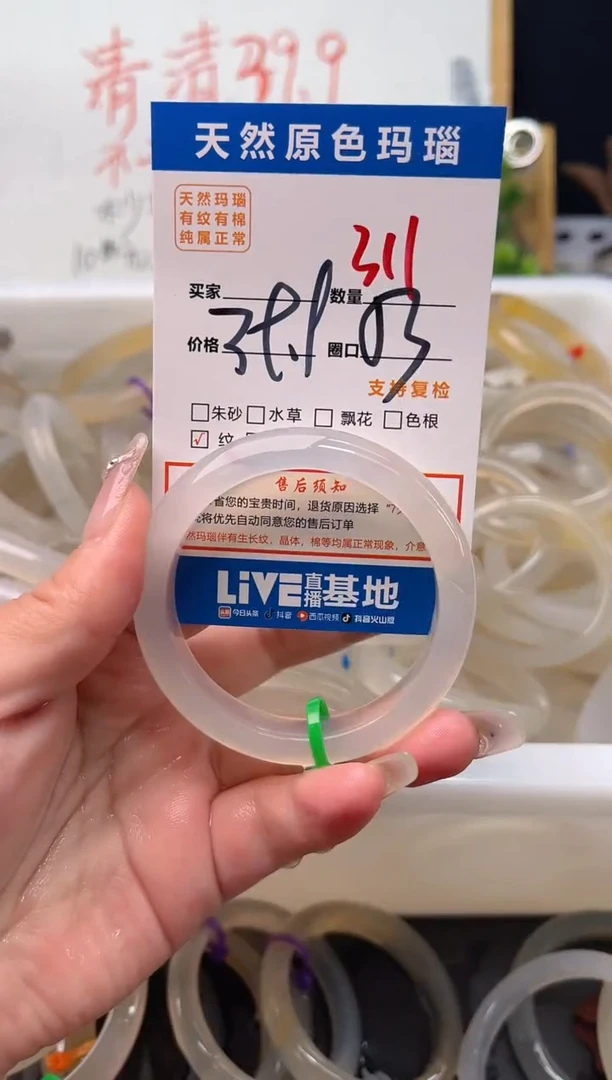 清清39.9
天然原色玛瑙
天然玛瑙
有纹有棉
纯属正常
311
买家 数量
价格 圈口
支持复检
朱砂 水草 飘花 色根
√ 纹
售后须知
省您的宝贵时间，退货原因选择“7
将优先自动同意您的售后订单
然玛瑙伴有生长纹，晶体，棉等均属正常现象，介意
LiVE直播基地
头条 今日头条 抖音 西瓜视频 抖音火山版